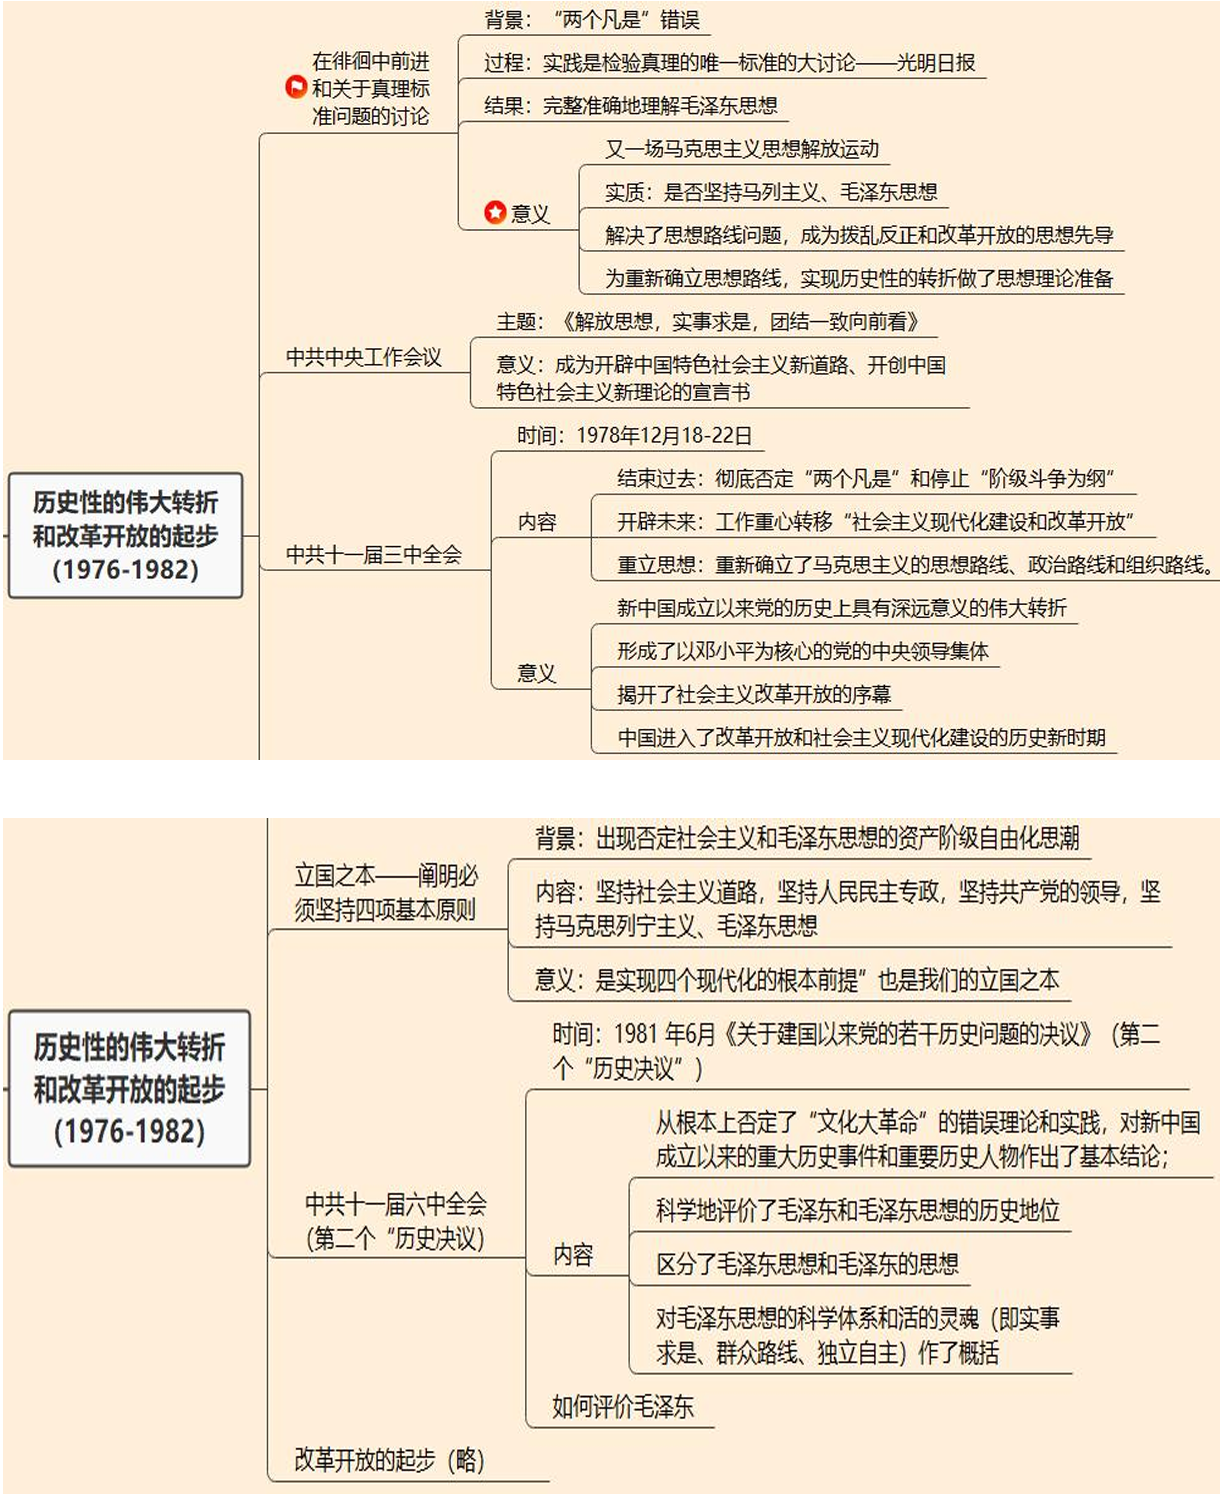 背景：“两个凡是”错误
在徘徊中前进
和关于真理标
准问题的讨论
过程：实践是检验真理的唯一标准的大讨论——光明日报
结果：完整准确地理解毛泽东思想
意义
又一场马克思主义思想解放运动
实质：是否坚持马列主义、毛泽东思想
解决了思想路线问题，成为拨乱反正和改革开放的思想先导
为重新确立思想路线，实现历史性的转折做了思想理论准备
中共中央工作会议
主题：《解放思想，实事求是，团结一致向前看》
意义：成为开辟中国特色社会主义新道路、开创中国
特色社会主义新理论的宣言书
历史性的伟大转折
和改革开放的起步
（1976-1982）
中共十一届三中全会
时间：1978年12月18-22日
内容
结束过去：彻底否定“两个凡是”和停止“阶级斗争为纲”
开辟未来：工作重心转移“社会主义现代化建设和改革开放”
重立思想：重新确立了马克思主义的思想路线、政治路线和组织路线。
意义
新中国成立以来党的历史上具有深远意义的伟大转折
形成了以邓小平为核心的党的中央领导集体
揭开了社会主义改革开放的序幕
中国进入了改革开放和社会主义现代化建设的历史新时期
立国之本——阐明必
须坚持四项基本原则
背景：出现否定社会主义和毛泽东思想的资产阶级自由化思潮
内容：坚持社会主义道路，坚持人民民主专政，坚持共产党的领导，坚
持马克思列宁主义、毛泽东思想
意义：是实现四个现代化的根本前提”也是我们的立国之本
历史性的伟大转折
和改革开放的起步
（1976-1982）
中共十一届六中全会
（第二个“历史决议）
时间：1981 年6月《关于建国以来党的若干历史问题的决议》（第二
个“历史决议”）
内容
从根本上否定了“文化大革命”的错误理论和实践，对新中国
成立以来的重大历史事件和重要历史人物作出了基本结论；
科学地评价了毛泽东和毛泽东思想的历史地位
区分了毛泽东思想和毛泽东的思想
对毛泽东思想的科学体系和活的灵魂（即实事
求是、群众路线、独立自主）作了概括
如何评价毛泽东
改革开放的起步（略）